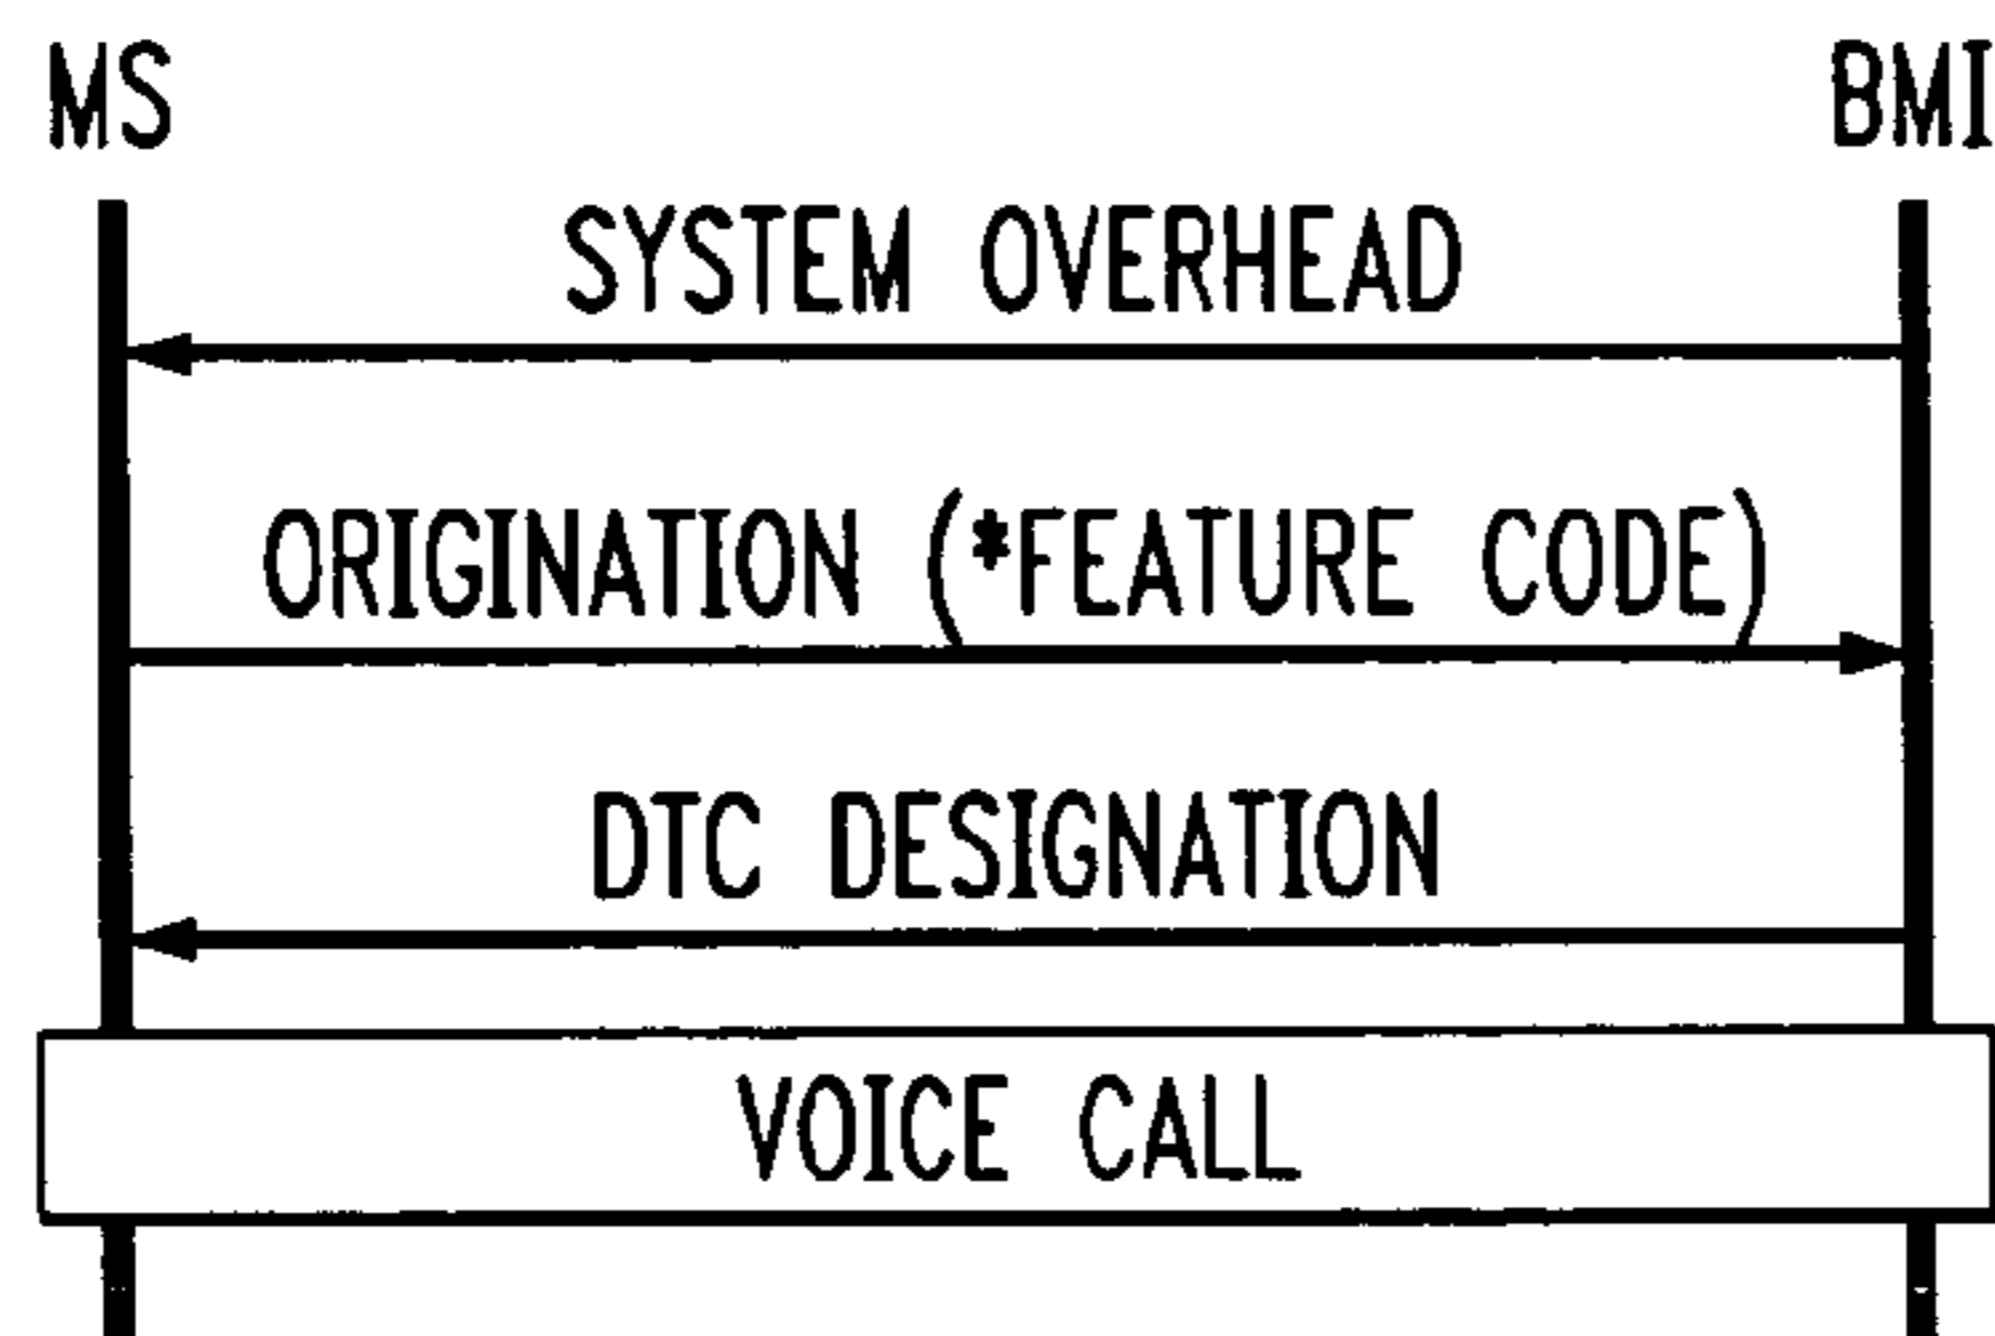 MS BMI
SYSTEM OVERHEAD
ORIGINATION (*FEATURE CODE)
DTC DESIGNATION
VOICE CALL